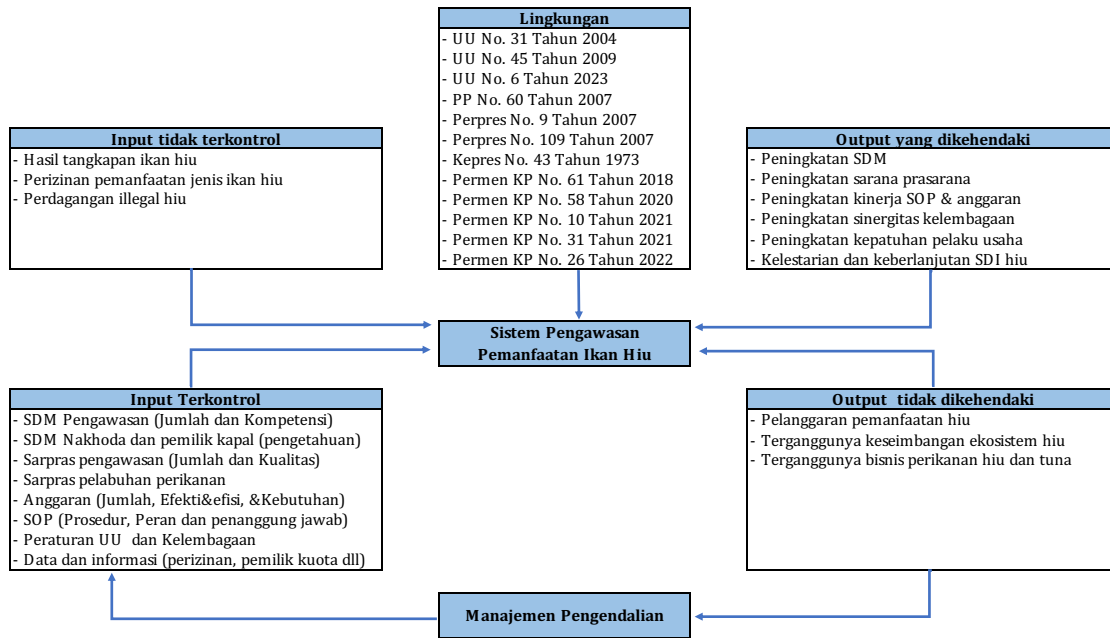 Lingkungan
- UU No. 31 Tahun 2004
- UU No. 45 Tahun 2009
- UU No. 6 Tahun 2023
- PP No. 60 Tahun 2007
- Perpres No. 9 Tahun 2007
- Perpres No. 109 Tahun 2007
- Kepres No. 43 Tahun 1973
- Permen KP No. 61 Tahun 2018
- Permen KP No. 58 Tahun 2020
- Permen KP No. 10 Tahun 2021
- Permen KP No. 31 Tahun 2021
- Permen KP No. 26 Tahun 2022
Input tidak terkontrol
- Hasil tangkapan ikan hiu
- Perizinan pemanfaatan jenis ikan hiu
- Perdagangan illegal hiu
Output yang dikehendaki
- Peningkatan SDM
- Peningkatan sarana prasarana
- Peningkatan kinerja SOP & anggaran
- Peningkatan sinergitas kelembagaan
- Peningkatan kepatuhan pelaku usaha
- Kelestarian dan keberlanjutan SDI hiu
Sistem Pengawasan
Pemanfaatan Ikan Hiu
Input Terkontrol
- SDM Pengawasan (Jumlah dan Kompetensi)
- SDM Nakhoda dan pemilik kapal (pengetahuan)
- Sarpras pengawasan (Jumlah dan Kualitas)
- Sarpras pelabuhan perikanan
- Anggaran (Jumlah, Efekti&efisi, &Kebutuhan)
- SOP (Prosedur, Peran dan penanggung jawab)
- Peraturan UU dan Kelembagaan
- Data dan informasi (perizinan, pemilik kuota dll)
Output tidak dikehendaki
- Pelanggaran pemanfaatan hiu
- Terganggunya keseimbangan ekosistem hiu
- Terganggunya bisnis perikanan hiu dan tuna
Manajemen Pengendalian